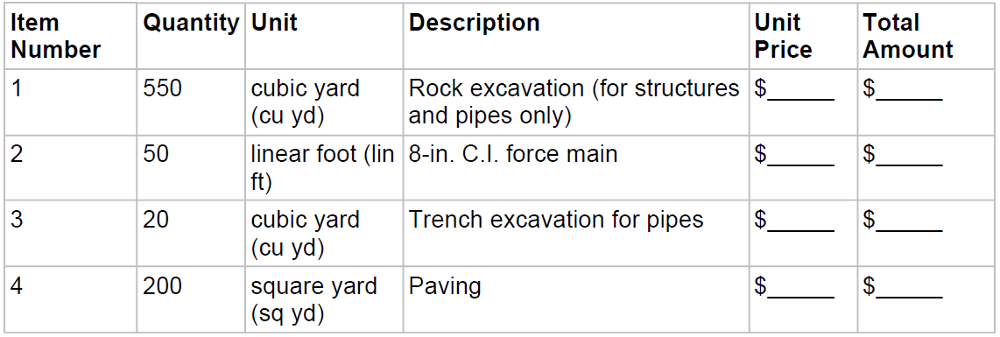 Item Number Quantity Unit Description Unit Price Total Amount
1 550 cubic yard (cu yd) Rock excavation (for structures and pipes only) $_____ $_____
2 50 linear foot (lin ft) 8-in. C.I. force main $_____ $_____
3 20 cubic yard (cu yd) Trench excavation for pipes $_____ $_____
4 200 square yard (sq yd) Paving $_____ $_____